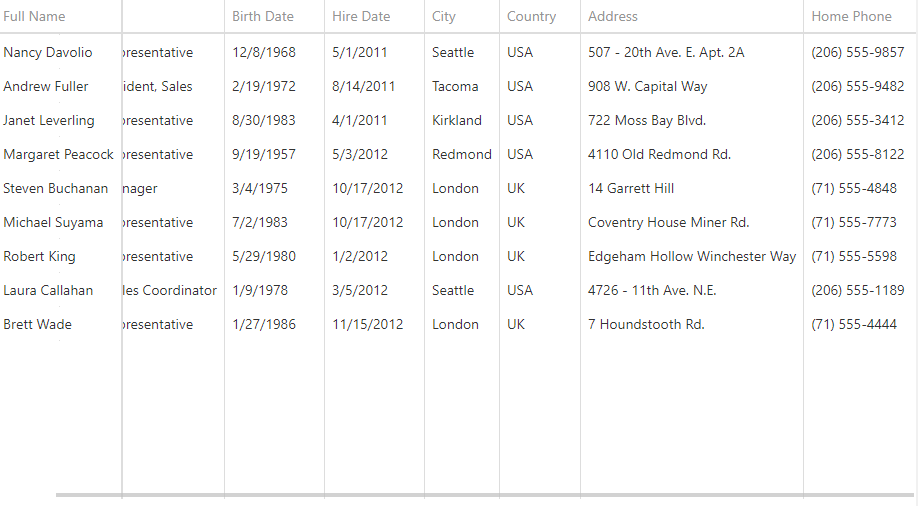 Full Name Birth Date Hire Date City Country Address Home Phone
Nancy Davolio presentative 12/8/1968 5/1/2011 Seattle USA 507 - 20th Ave. E. Apt. 2A (206) 555-9857
Andrew Fuller ident, Sales 2/19/1972 8/14/2011 Tacoma USA 908 W. Capital Way (206) 555-9482
Janet Leverling presentative 8/30/1983 4/1/2011 Kirkland USA 722 Moss Bay Blvd. (206) 555-3412
Margaret Peacock presentative 9/19/1957 5/3/2012 Redmond USA 4110 Old Redmond Rd. (206) 555-8122
Steven Buchanan nager 3/4/1975 10/17/2012 London UK 14 Garrett Hill (71) 555-4848
Michael Suyama presentative 7/2/1983 10/17/2012 London UK Coventry House Miner Rd. (71) 555-7773
Robert King presentative 5/29/1980 1/2/2012 London UK Edgeham Hollow Winchester Way (71) 555-5598
Laura Callahan les Coordinator 1/9/1978 3/5/2012 Seattle USA 4726 - 11th Ave. N.E. (206) 555-1189
Brett Wade presentative 1/27/1986 11/15/2012 London UK 7 Houndstooth Rd. (71) 555-4444